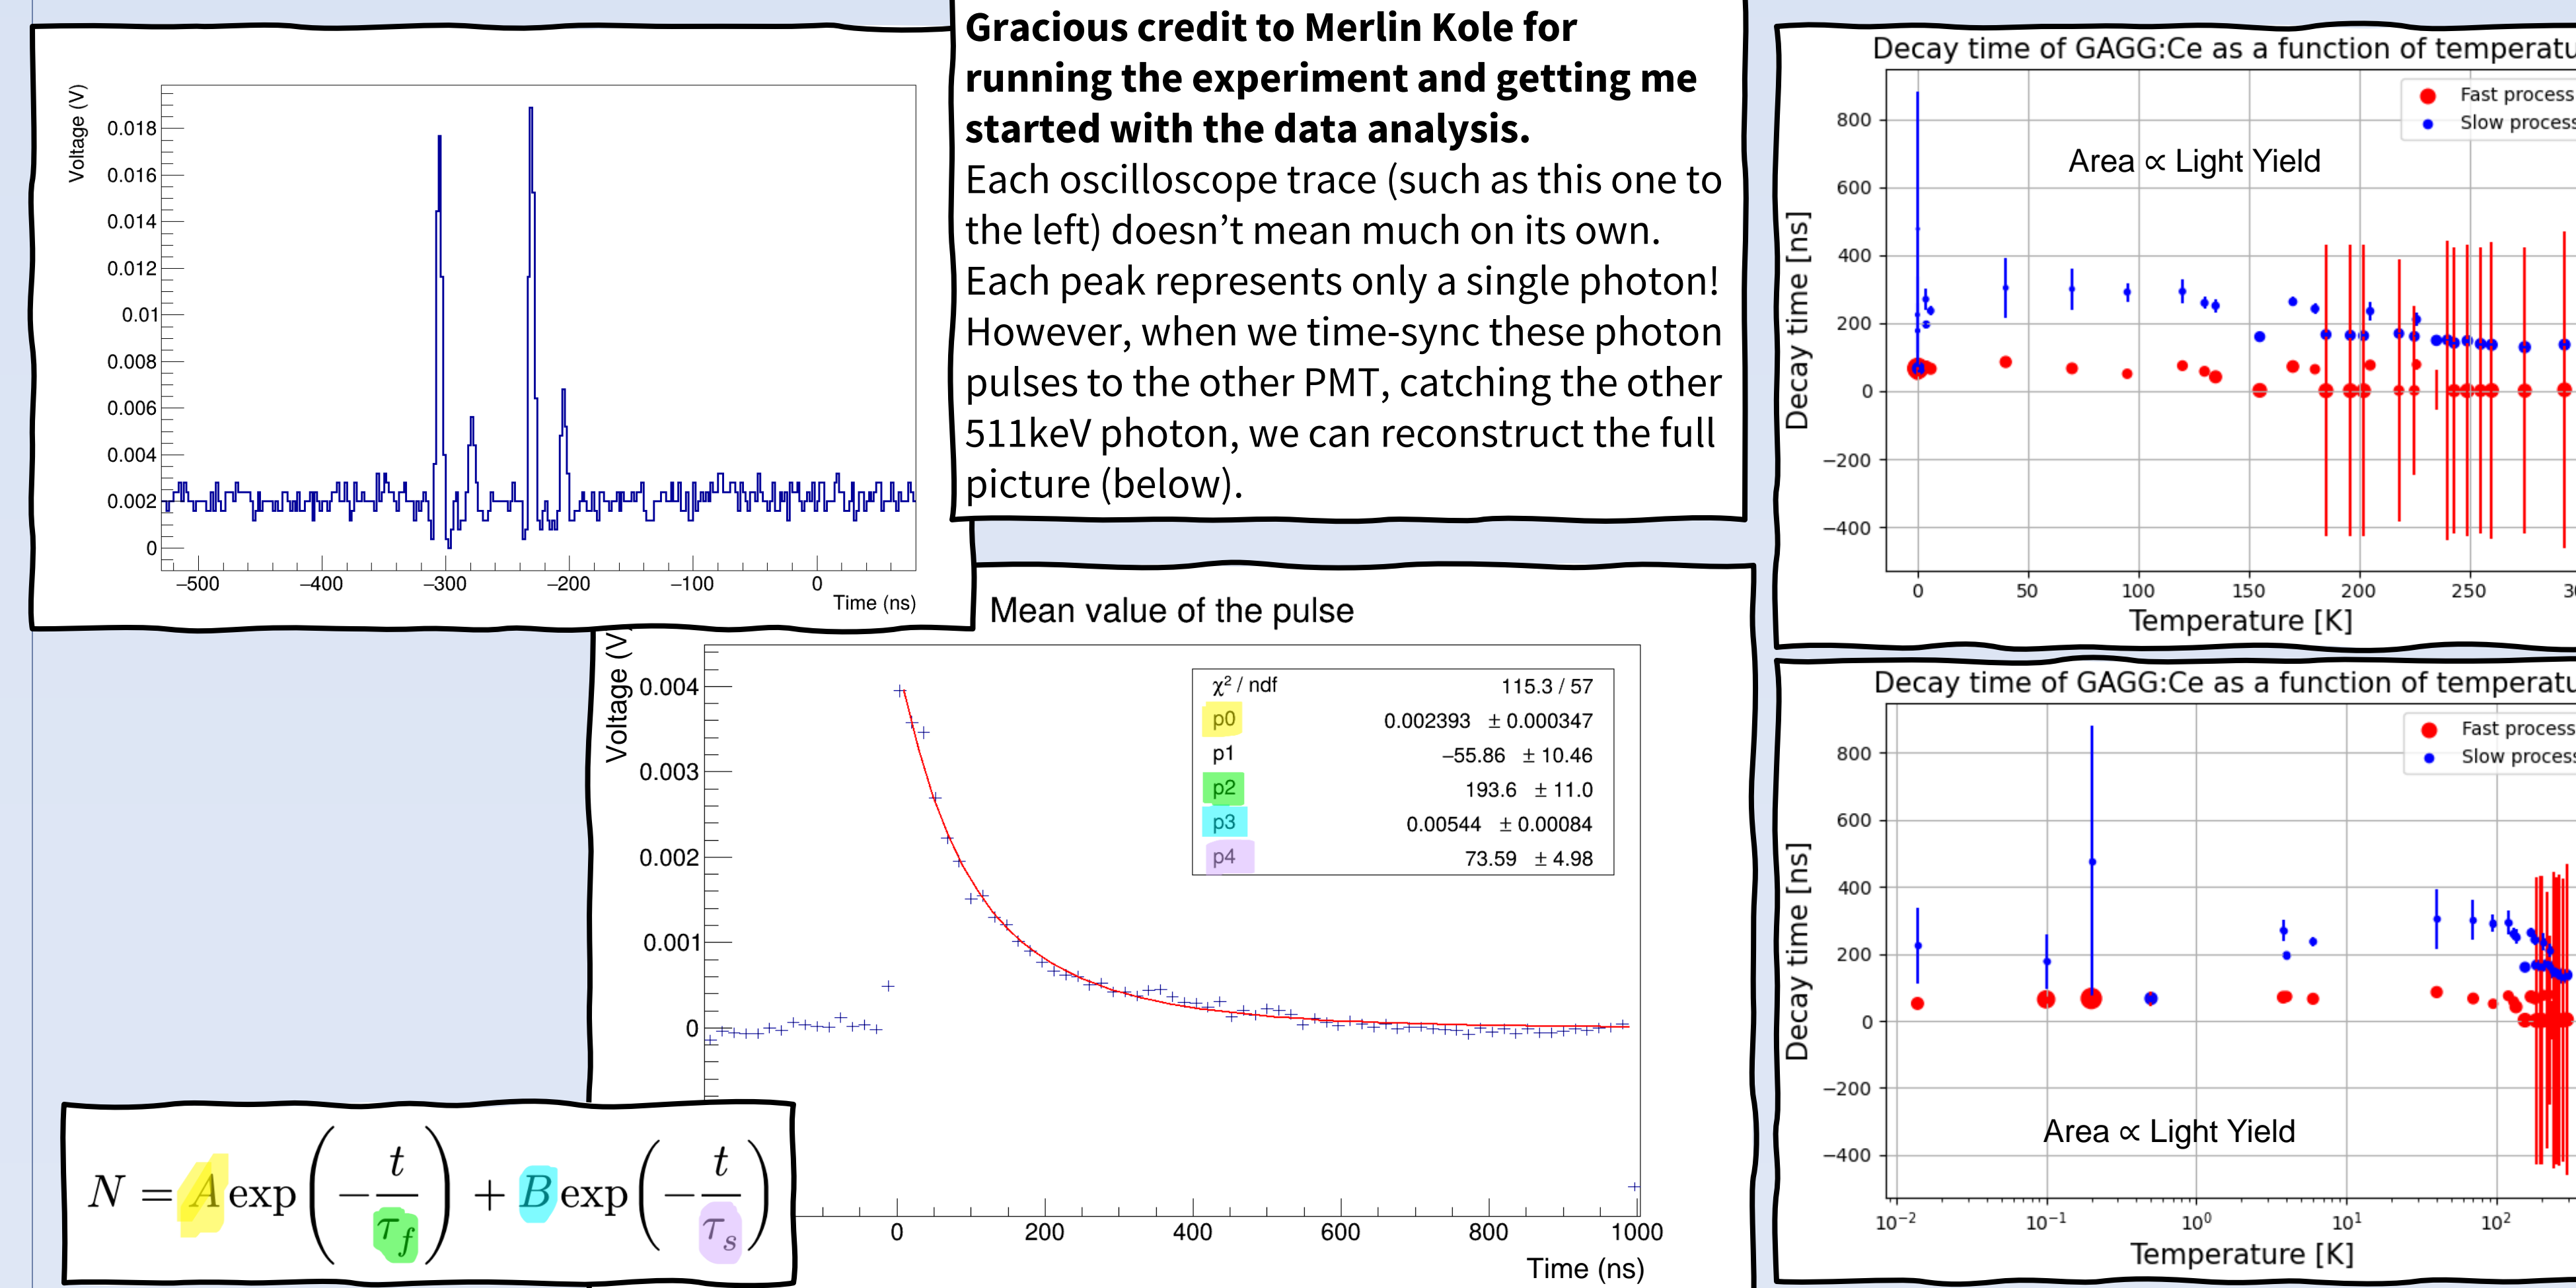 Gracious credit to Merlin Kole for
running the experiment and getting me
started with the data analysis.
Each oscilloscope trace (such as this one to
the left) doesn’t mean much on its own.
Each peak represents only a single photon!
However, when we time-sync these photon
pulses to the other PMT, catching the other
511keV photon, we can reconstruct the full
picture (below).
Voltage (V)
0.018
0.016
0.014
0.012
0.01
0.008
0.006
0.004
0.002
0
−500 −400 −300 −200 −100 0
Time (ns)
Mean value of the pulse
Voltage (V)
0.004
0.003
0.002
0.001
0
χ² / ndf 115.3 / 57
p0 0.002393 ± 0.000347
p1 −55.86 ± 10.46
p2 193.6 ± 11.0
p3 0.00544 ± 0.00084
p4 73.59 ± 4.98
0 200 400 600 800 1000
Time (ns)
N = A exp(−t/τf) + B exp(−t/τs)
Decay time of GAGG:Ce as a function of temperatu
Fast process
Slow process
Area ∝ Light Yield
Decay time [ns]
800
600
400
200
0
−200
−400
0 50 100 150 200 250 30
Temperature [K]
Decay time of GAGG:Ce as a function of temperatu
Fast process
Slow process
Area ∝ Light Yield
Decay time [ns]
800
600
400
200
0
−200
−400
10⁻² 10⁻¹ 10⁰ 10¹ 10²
Temperature [K]